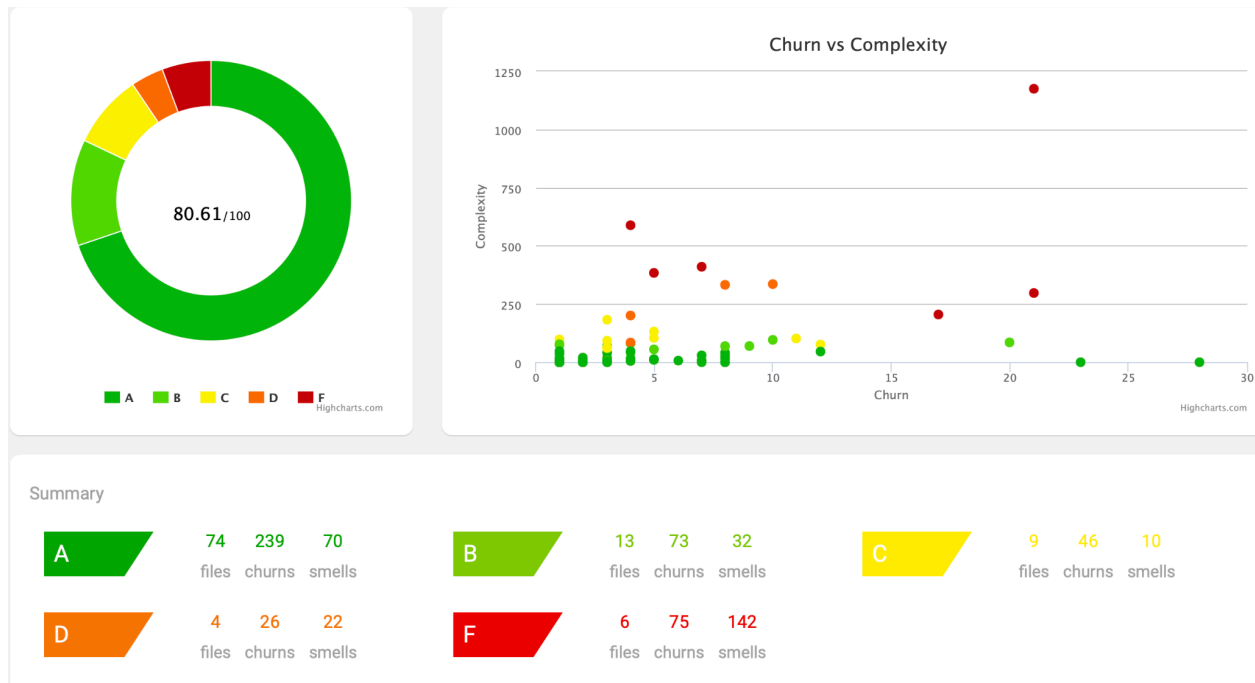 80.61/100
A B C D F
Highcharts.com
Churn vs Complexity
Complexity
1250
1000
750
500
250
0
0 5 10 15 20 25 30
Churn
Highcharts.com
Summary
A
74 239 70
files churns smells
B
13 73 32
files churns smells
C
9 46 10
files churns smells
D
4 26 22
files churns smells
F
6 75 142
files churns smells